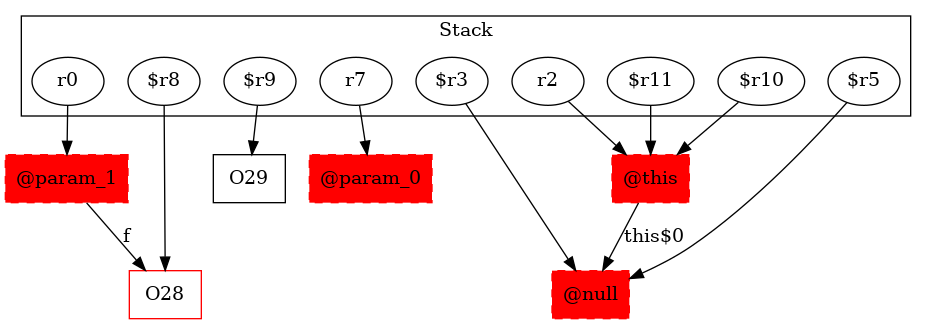 Stack
r0 $r8 $r9 r7 $r3 r2 $r11 $r10 $r5
@param_1 O29 @param_0 @this
f this$0
O28 @null